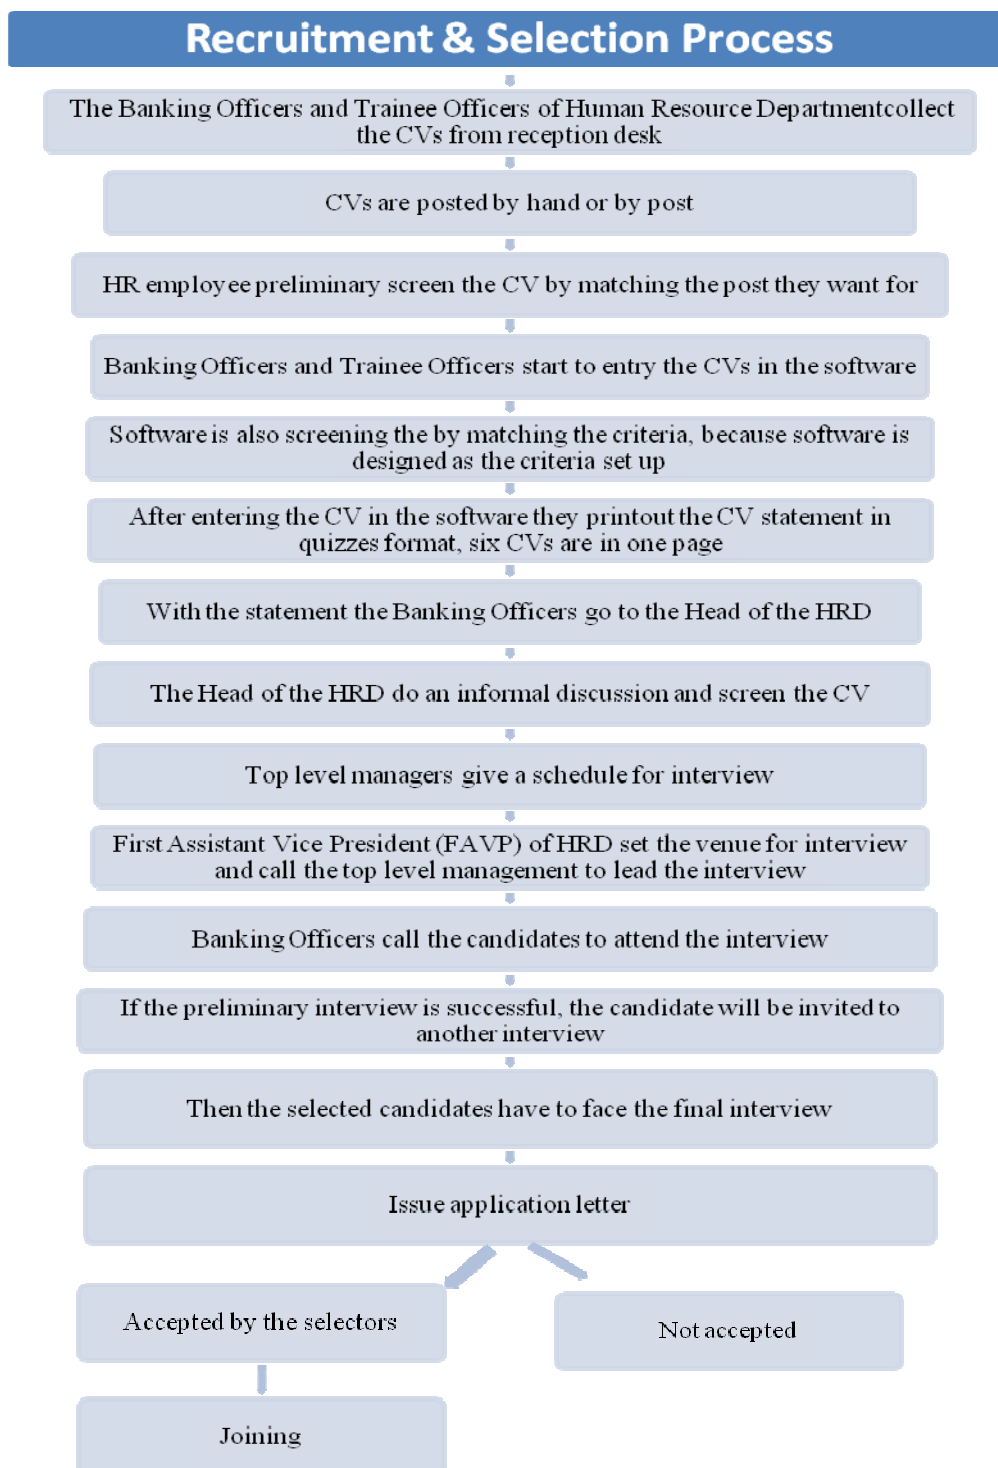 Recruitment & Selection Process
The Banking Officers and Trainee Officers of Human Resource Departmentcollect
the CVs from reception desk
CVs are posted by hand or by post
HR employee preliminary screen the CV by matching the post they want for
Banking Officers and Trainee Officers start to entry the CVs in the software
Software is also screening the by matching the criteria, because software is
designed as the criteria set up
After entering the CV in the software they printout the CV statement in
quizzes format, six CVs are in one page
With the statement the Banking Officers go to the Head of the HRD
The Head of the HRD do an informal discussion and screen the CV
Top level managers give a schedule for interview
First Assistant Vice President (FAVP) of HRD set the venue for interview
and call the top level management to lead the interview
Banking Officers call the candidates to attend the interview
If the preliminary interview is successful, the candidate will be invited to
another interview
Then the selected candidates have to face the final interview
Issue application letter
Accepted by the selectors
Not accepted
Joining